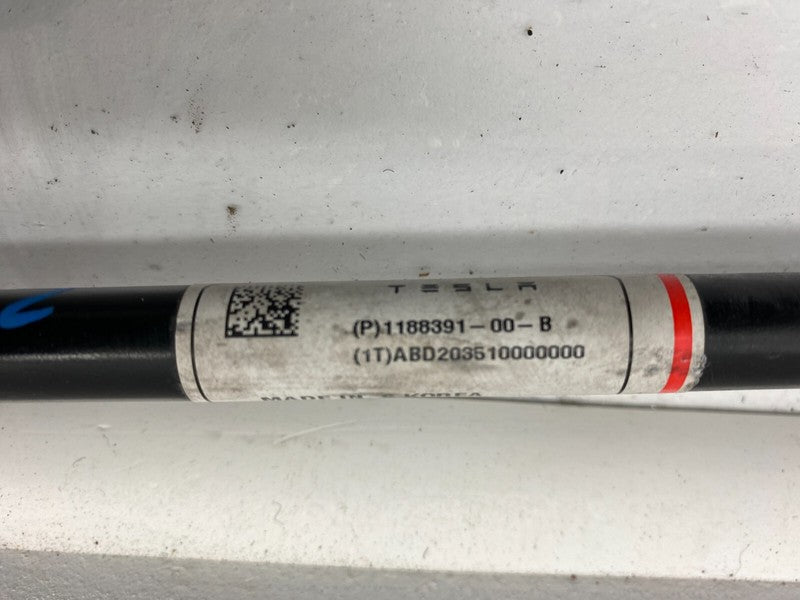 TESLA
(P)1188391-00-B
(1T)ABD203510000000
MADE IN S.KOREA